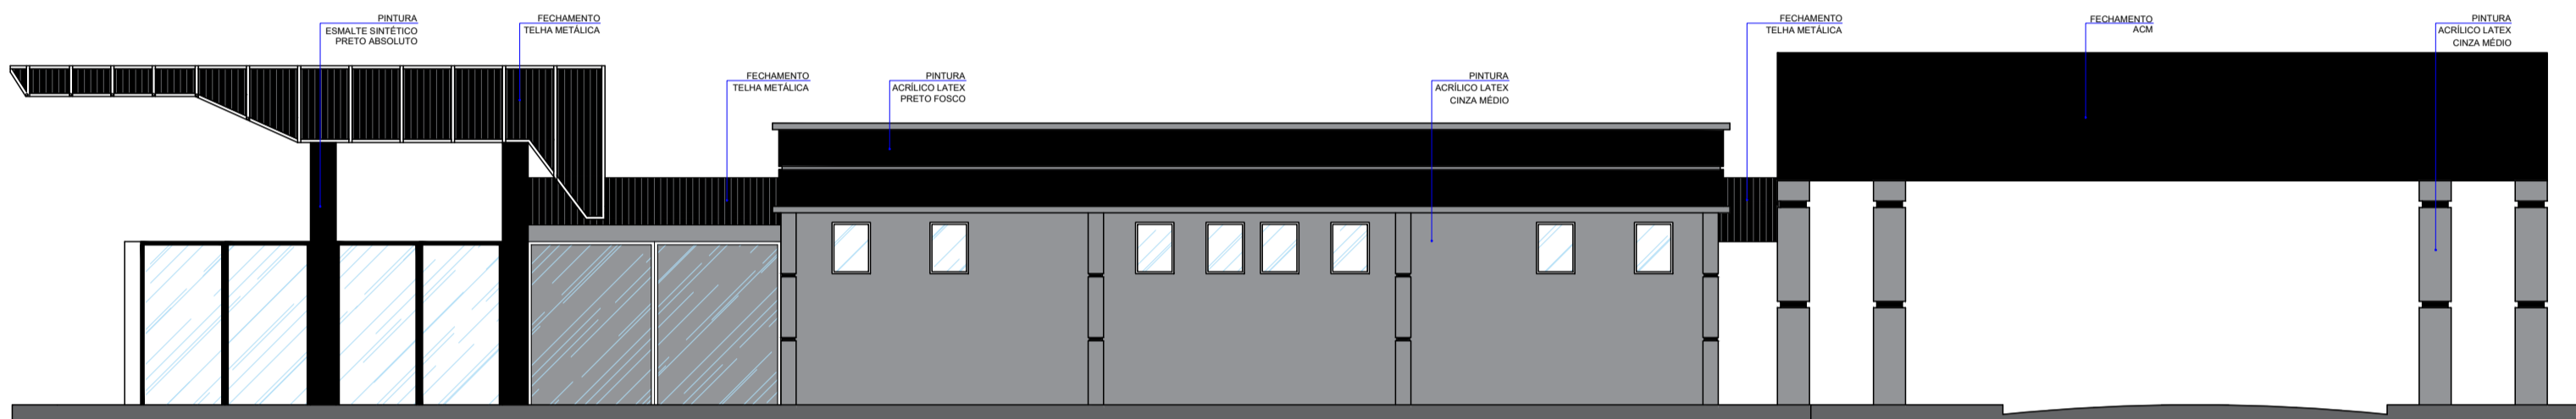 PINTURA
ESMALTE SINTÉTICO
PRETO ABSOLUTO
FECHAMENTO
TELHA METÁLICA
FECHAMENTO
TELHA METÁLICA
PINTURA
ACRÍLICO LATEX
PRETO FOSCO
PINTURA
ACRÍLICO LATEX
CINZA MÉDIO
FECHAMENTO
TELHA METÁLICA
FECHAMENTO
ACM
PINTURA
ACRÍLICO LATEX
CINZA MÉDIO